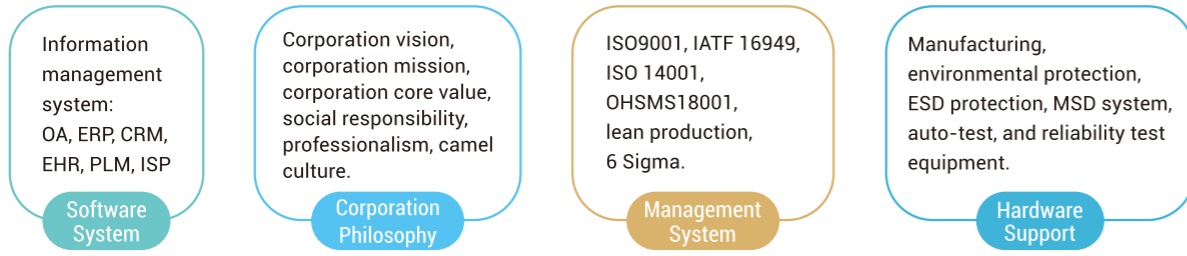 Information
management
system:
OA, ERP, CRM,
EHR, PLM, ISP
Software
System
Corporation vision,
corporation mission,
corporation core value,
social responsibility,
professionalism, camel
culture.
Corporation
Philosophy
ISO9001, IATF 16949,
ISO 14001,
OHSMS18001,
lean production,
6 Sigma.
Management
System
Manufacturing,
environmental protection,
ESD protection, MSD system,
auto-test, and reliability test
equipment.
Hardware
Support